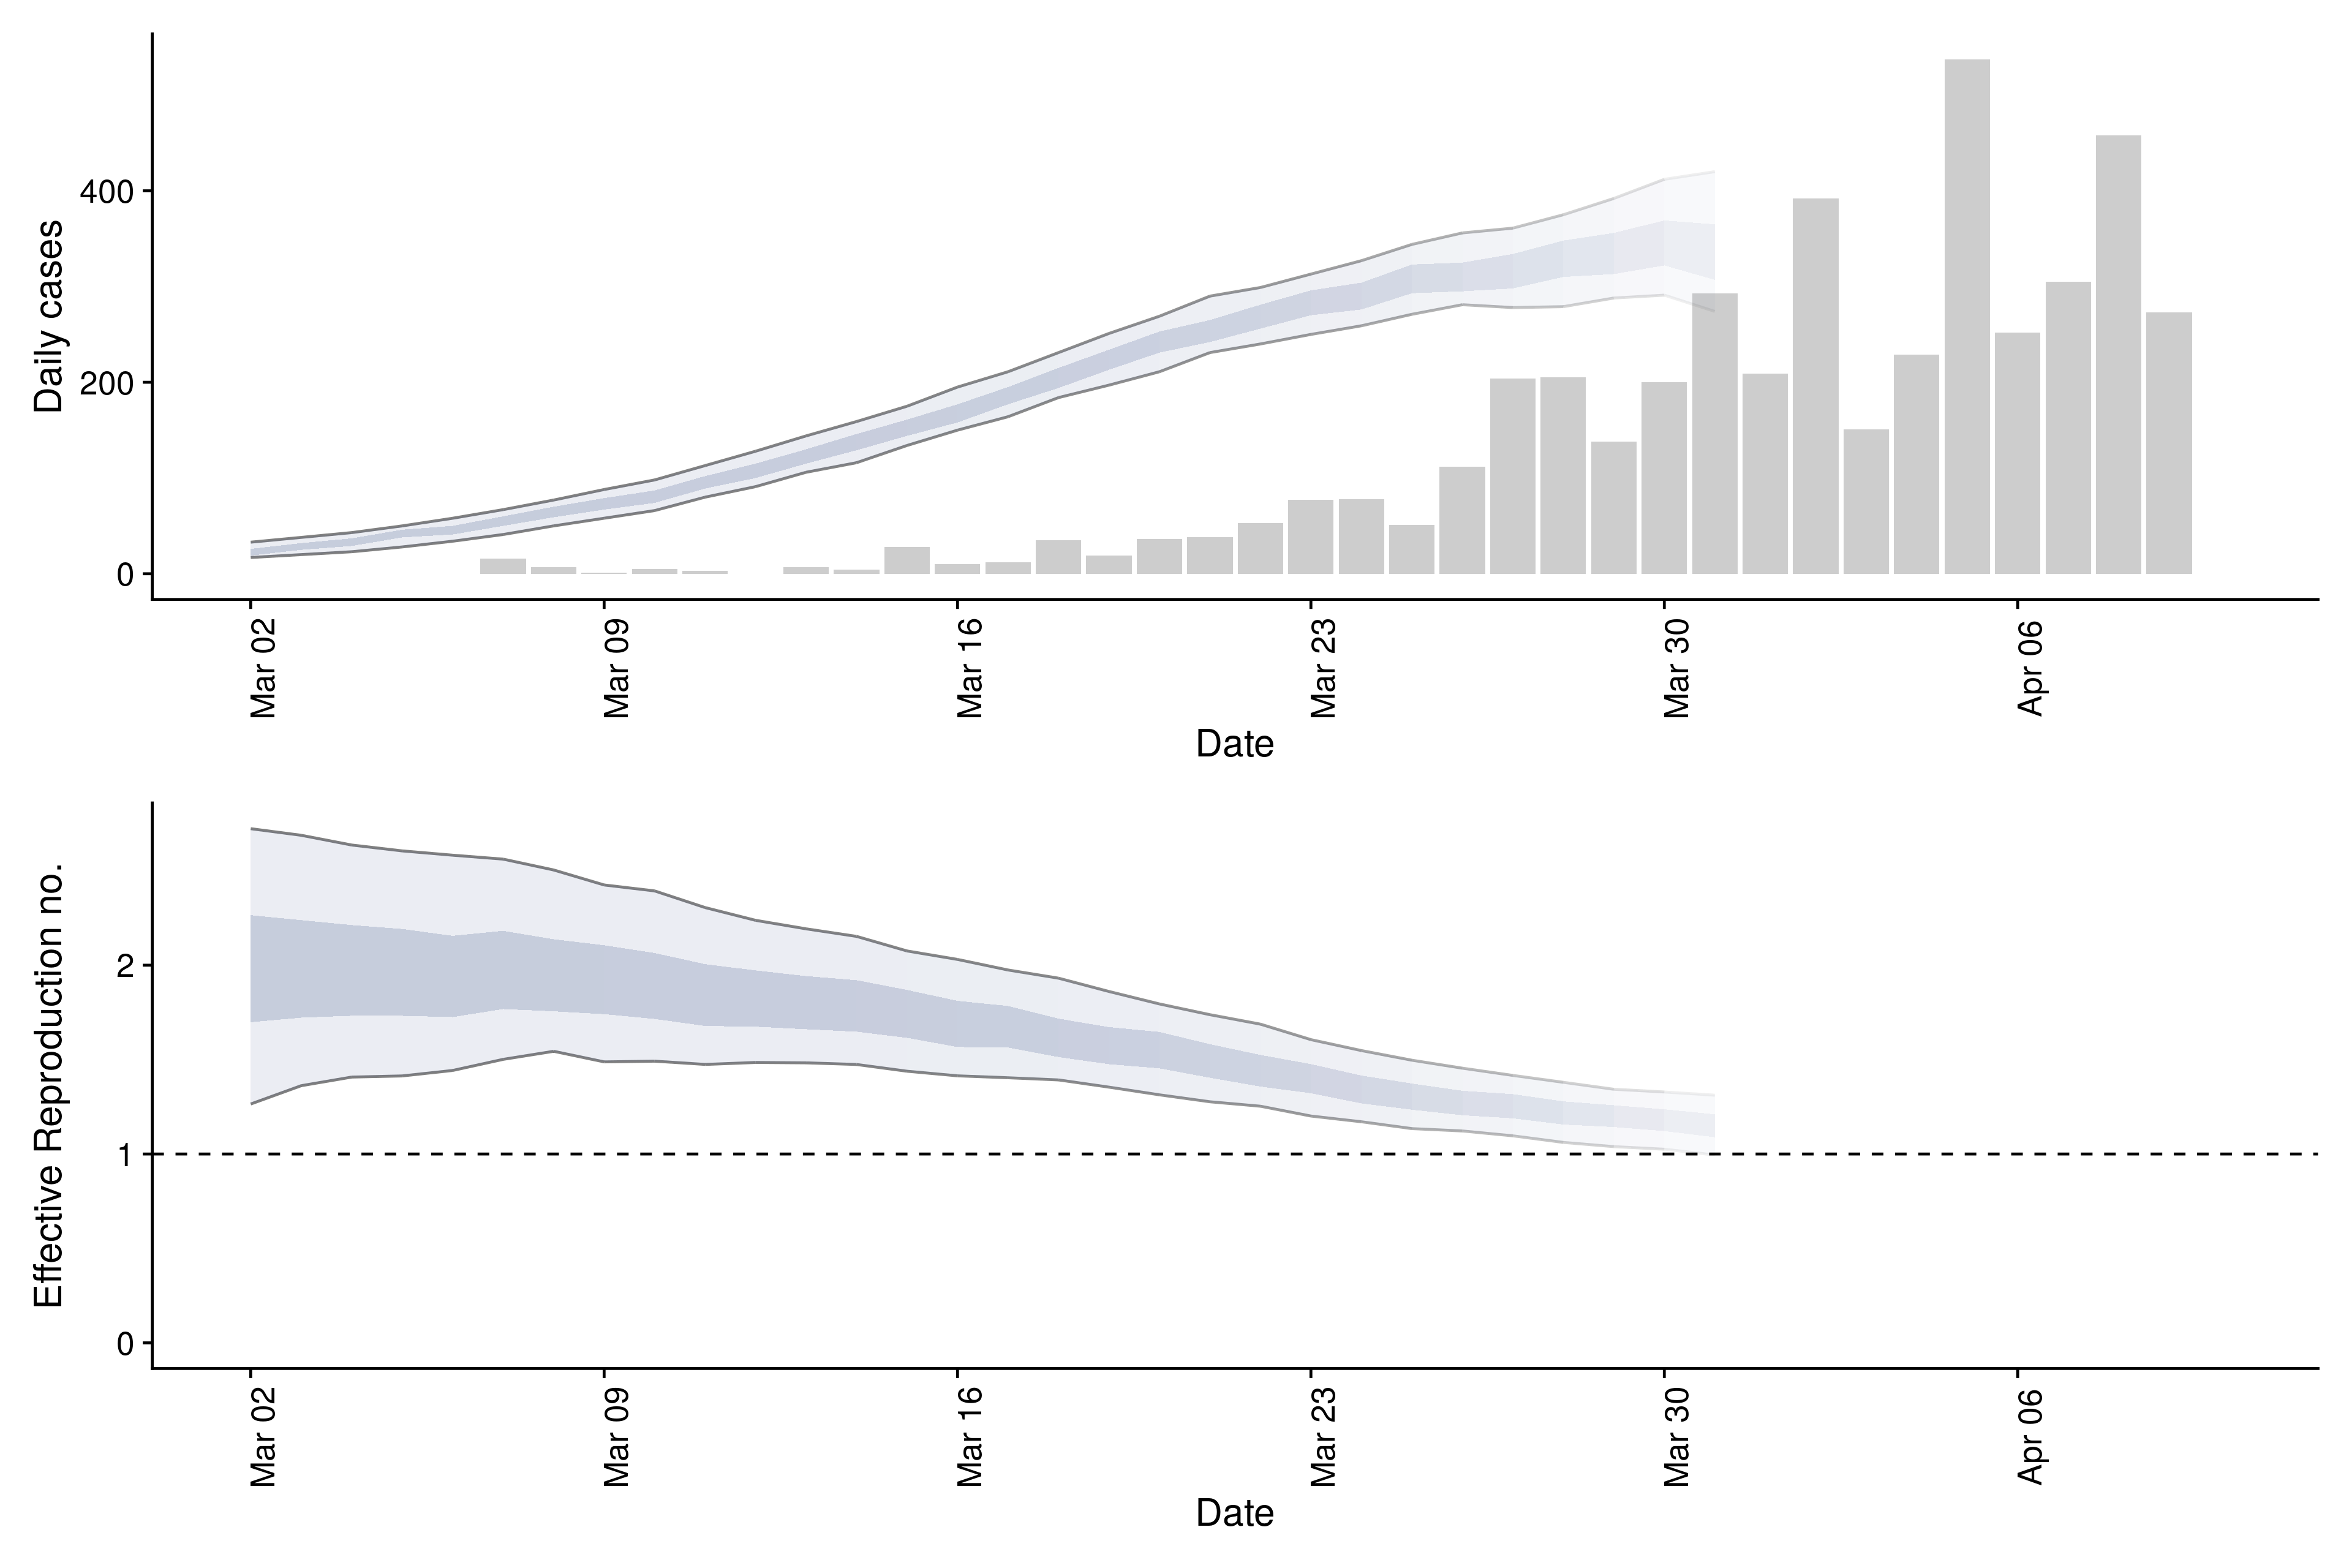 Daily cases
400
200
0
Mar 02
Mar 09
Mar 16
Mar 23
Mar 30
Apr 06
Date
Effective Reproduction no.
2
1
0
Mar 02
Mar 09
Mar 16
Mar 23
Mar 30
Apr 06
Date